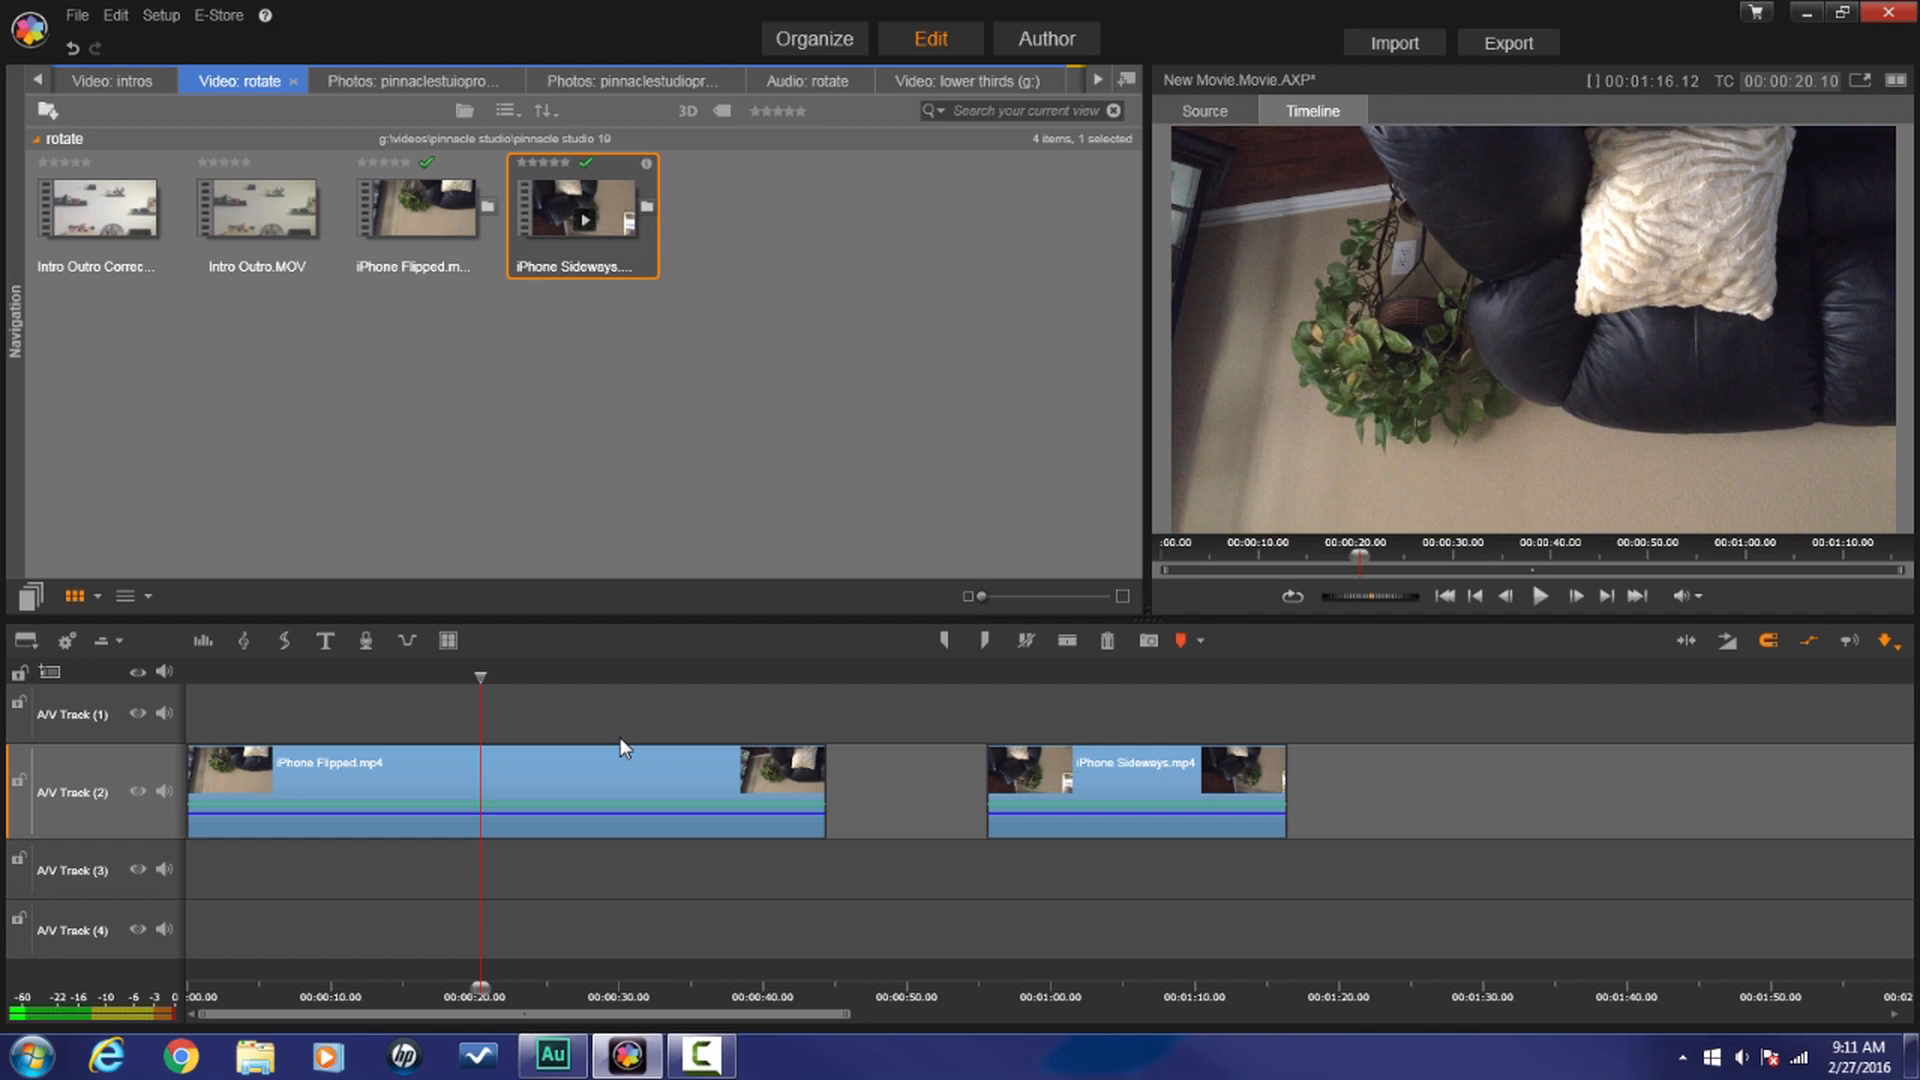 File Edit Setup E-Store ?
Organize Edit Author
Import Export
Video: intros Video: rotate × Photos: pinnaclestuiopro... Photos: pinnaclestudiopr... Audio: rotate Video: lower thirds (g:)
3D Search your current view
rotate g:\videos\pinnacle studio\pinnacle studio 19 4 items, 1 selected
Intro Outro Correc... Intro Outro.MOV iPhone Flipped.m... iPhone Sideways....
Navigation
New Movie.Movie.AXP* [ ] 00:01:16.12 TC 00:00:20.10
Source Timeline
:00.00 00:00:10.00 00:00:20.00 00:00:30.00 00:00:40.00 00:00:50.00 00:01:00.00 00:01:10.00
A/V Track (1)
A/V Track (2)
iPhone Flipped.mp4 iPhone Sideways.mp4
A/V Track (3)
A/V Track (4)
-60 -22 -16 -10 -6 -3 0 :00.00 00:00:10.00 00:00:20.00 00:00:30.00 00:00:40.00 00:00:50.00 00:01:00.00 00:01:10.00 00:01:20.00 00:01:30.00 00:01:40.00 00:01:50.00 00:02
hp Au C
9:11 AM
2/27/2016